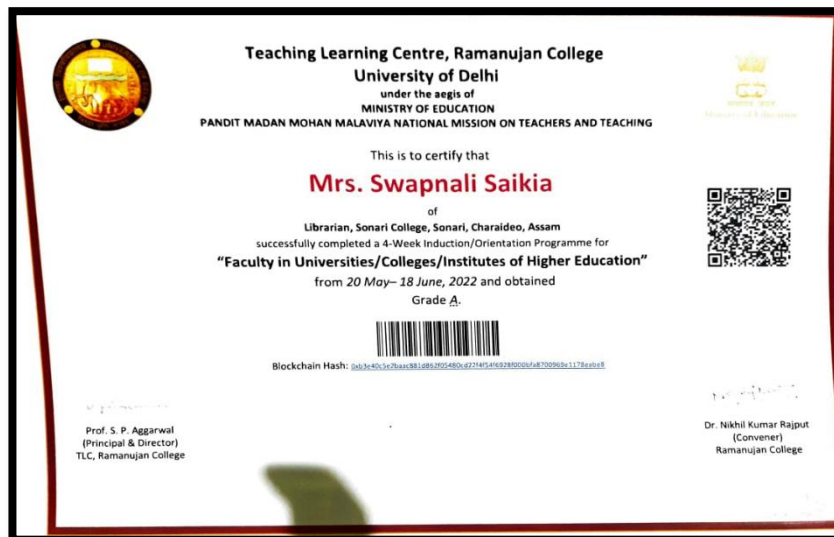 Teaching Learning Centre, Ramanujan College
University of Delhi
under the aegis of
MINISTRY OF EDUCATION
PANDIT MADAN MOHAN MALAVIYA NATIONAL MISSION ON TEACHERS AND TEACHING
This is to certify that
Mrs. Swapnali Saikia
of
Librarian, Sonari College, Sonari, Charaideo, Assam
successfully completed a 4-Week Induction/Orientation Programme for
"Faculty in Universities/Colleges/Institutes of Higher Education"
from 20 May– 18 June, 2022 and obtained
Grade A.
Blockchain Hash:
Prof. S. P. Aggarwal
(Principal & Director)
TLC, Ramanujan College
Dr. Nikhil Kumar Rajput
(Convener)
Ramanujan College